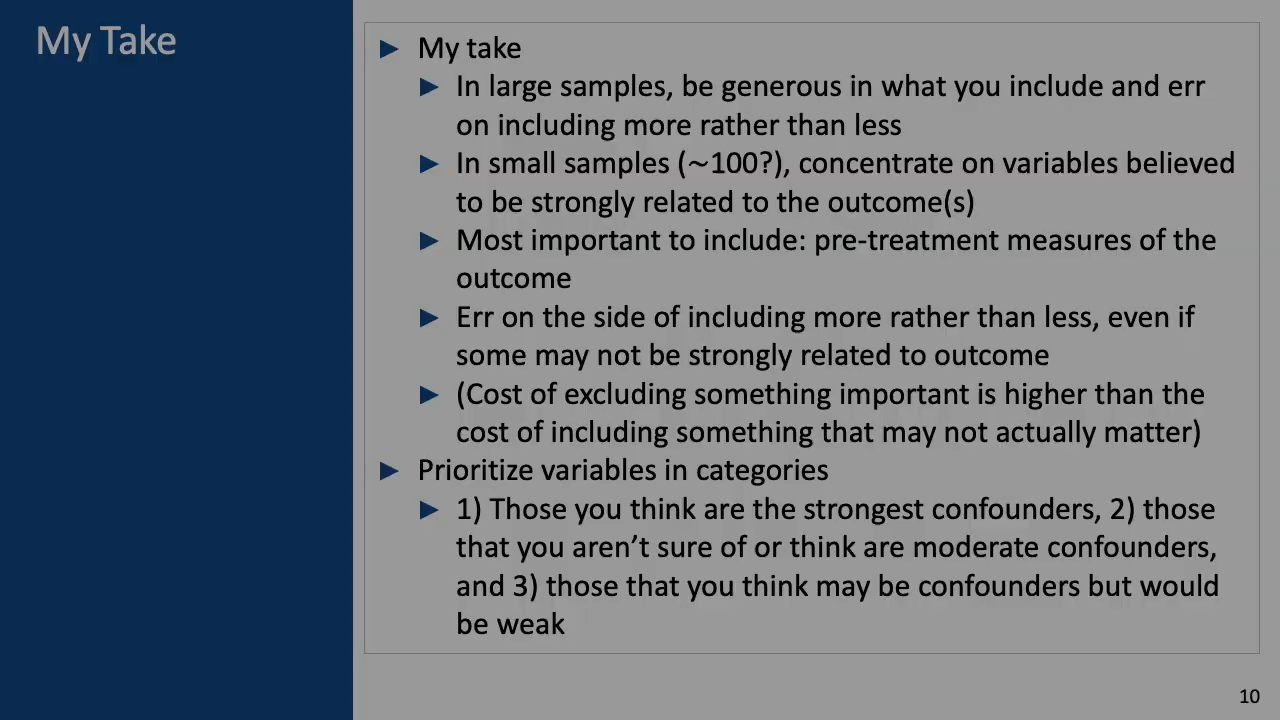 My Take
► My take
► In large samples, be generous in what you include and err
on including more rather than less
► In small samples (~100?), concentrate on variables believed
to be strongly related to the outcome(s)
► Most important to include: pre-treatment measures of the
outcome
► Err on the side of including more rather than less, even if
some may not be strongly related to outcome
► (Cost of excluding something important is higher than the
cost of including something that may not actually matter)
► Prioritize variables in categories
► 1) Those you think are the strongest confounders, 2) those
that you aren’t sure of or think are moderate confounders,
and 3) those that you think may be confounders but would
be weak
10